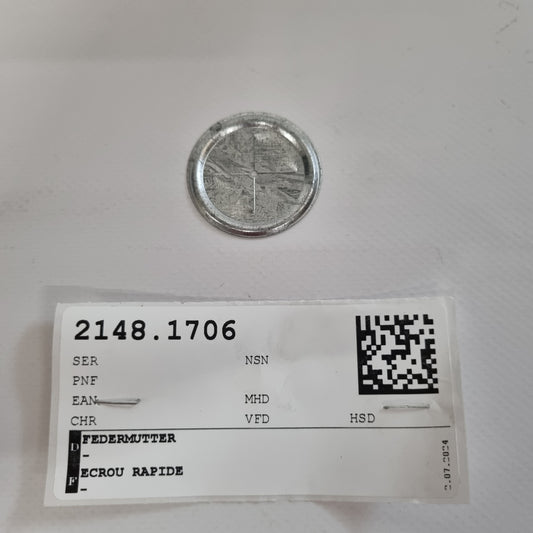 2148.1706
SER NSN
PNF
EAN MHD
CHR VFD HSD
D FEDERMUTTER
-
F ECROU RAPIDE
-